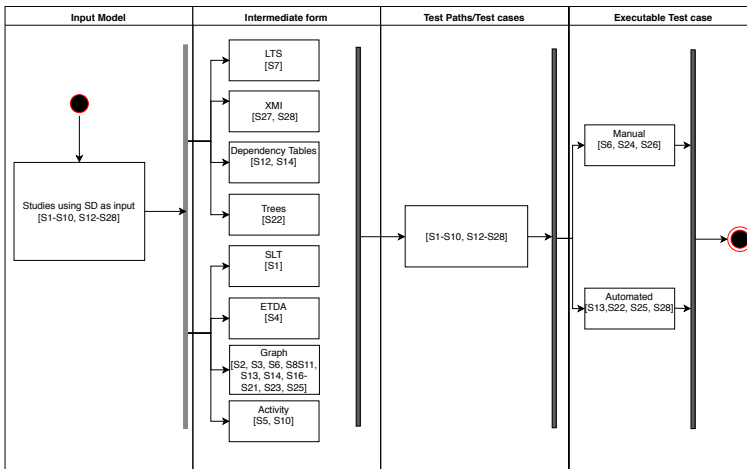 Input Model
Intermediate form
Test Paths/Test cases
Executable Test case
LTS
[S7]
XMI
[S27, S28]
Dependency Tables
[S12, S14]
Trees
[S22]
SLT
[S1]
ETDA
[S4]
Graph
[S2, S3, S6, S8S11,
S13, S14, S16-
S21, S23, S25]
Activity
[S5, S10]
Studies using SD as input
[S1-S10, S12-S28]
[S1-S10, S12-S28]
Manual
[S6, S24, S26]
Automated
[S13,S22, S25, S28]